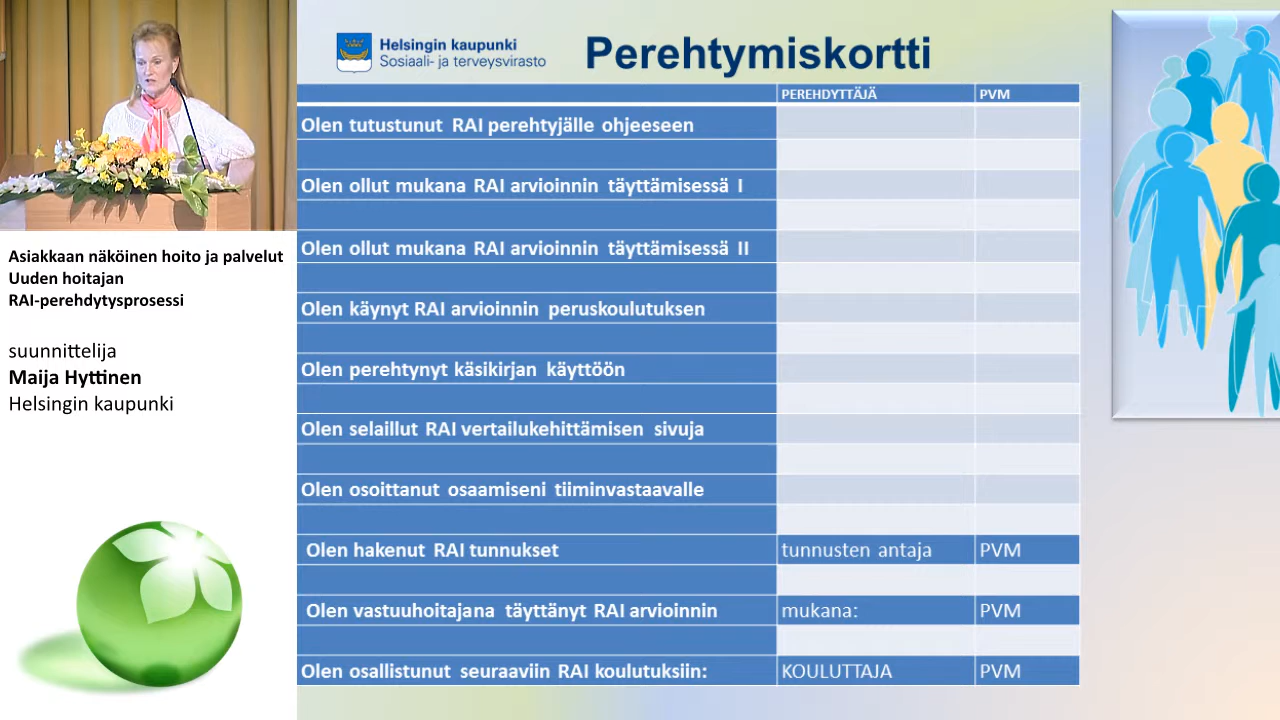 Helsingin kaupunki
Sosiaali- ja terveysvirasto
Perehtymiskortti
PEREHDYTTÄJÄ PVM
Olen tutustunut RAI perehtyjälle ohjeeseen
Olen ollut mukana RAI arvioinnin täyttämisessä I
Olen ollut mukana RAI arvioinnin täyttämisessä II
Olen käynyt RAI arvioinnin peruskoulutuksen
Olen perehtynyt käsikirjan käyttöön
Olen selaillut RAI vertailukehittämisen sivuja
Olen osoittanut osaamiseni tiiminvastaavalle
Olen hakenut RAI tunnukset tunnusten antaja PVM
Olen vastuuhoitajana täyttänyt RAI arvioinnin mukana: PVM
Olen osallistunut seuraaviin RAI koulutuksiin: KOULUTTAJA PVM
Asiakkaan näköinen hoito ja palvelut
Uuden hoitajan
RAI-perehdytysprosessi
suunnittelija
Maija Hyttinen
Helsingin kaupunki